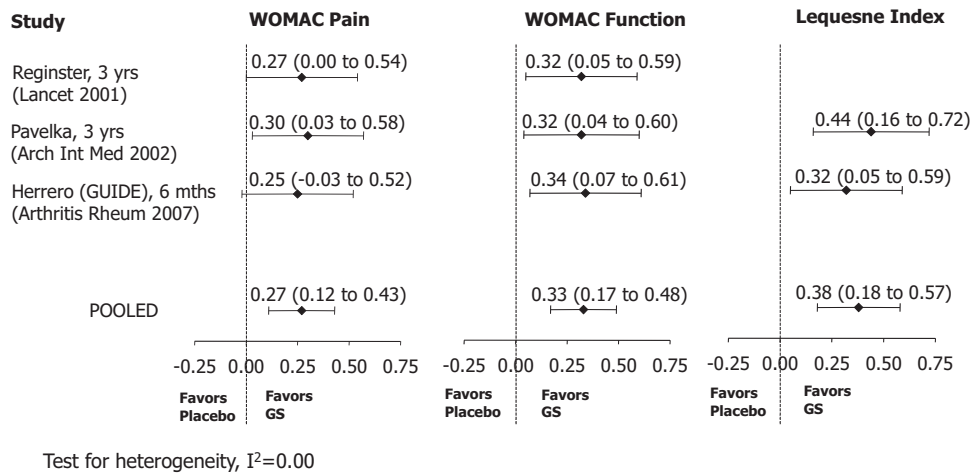 Study WOMAC Pain WOMAC Function Lequesne Index
0.27 (0.00 to 0.54) 0.32 (0.05 to 0.59)
Reginster, 3 yrs
(Lancet 2001)
0.30 (0.03 to 0.58) 0.32 (0.04 to 0.60) 0.44 (0.16 to 0.72)
Pavelka, 3 yrs
(Arch Int Med 2002)
0.25 (-0.03 to 0.52) 0.34 (0.07 to 0.61) 0.32 (0.05 to 0.59)
Herrero (GUIDE), 6 mths
(Arthritis Rheum 2007)
0.27 (0.12 to 0.43) 0.33 (0.17 to 0.48) 0.38 (0.18 to 0.57)
POOLED
-0.25 0.00 0.25 0.50 0.75 -0.25 0.00 0.25 0.50 0.75 -0.25 0.00 0.25 0.50 0.75
Favors Favors Favors Favors Favors Favors
Placebo GS Placebo GS Placebo GS
Test for heterogeneity, I²=0.00